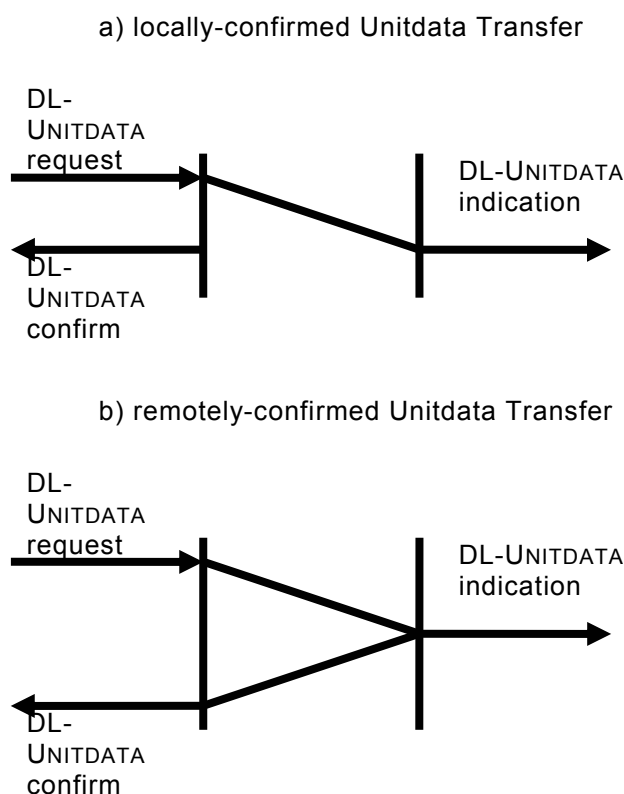 a) locally-confirmed Unitdata Transfer
DL-
UNITDATA
request
DL-UNITDATA
indication
DL-
UNITDATA
confirm
b) remotely-confirmed Unitdata Transfer
DL-
UNITDATA
request
DL-UNITDATA
indication
DL-
UNITDATA
confirm